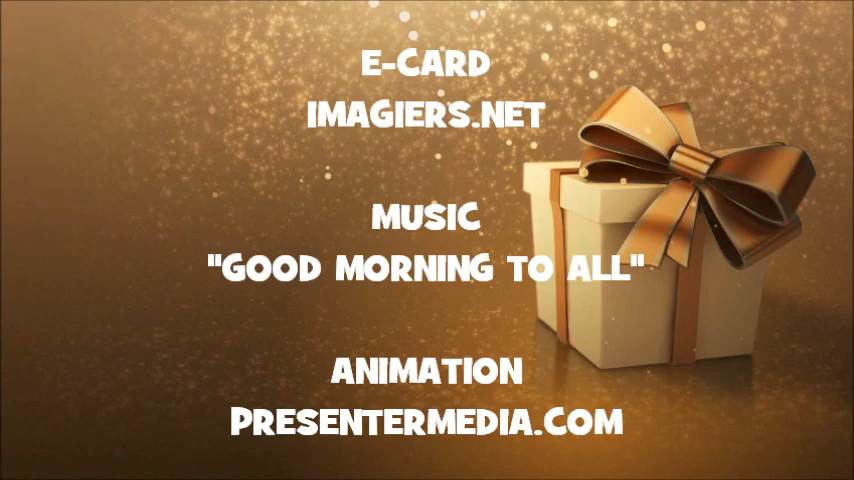 E-CARD
IMAGIERS.NET
MUSIC
"GOOD MORNING TO ALL"
ANIMATION
PRESENTERMEDIA.COM